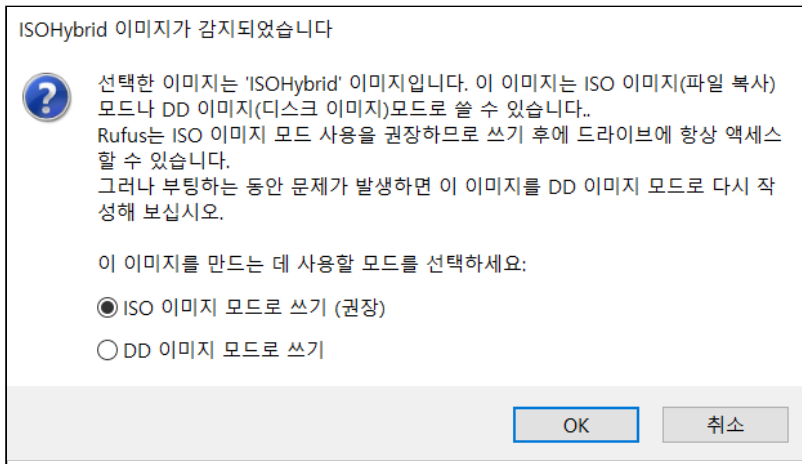 ISOHybrid 이미지가 감지되었습니다
선택한 이미지는 'ISOHybrid' 이미지입니다. 이 이미지는 ISO 이미지(파일 복사)
모드나 DD 이미지(디스크 이미지)모드로 쓸 수 있습니다..
Rufus는 ISO 이미지 모드 사용을 권장하므로 쓰기 후에 드라이브에 항상 액세스
할 수 있습니다.
그러나 부팅하는 동안 문제가 발생하면 이 이미지를 DD 이미지 모드로 다시 작
성해 보십시오.
이 이미지를 만드는 데 사용할 모드를 선택하세요:
ISO 이미지 모드로 쓰기 (권장)
DD 이미지 모드로 쓰기
OK 취소